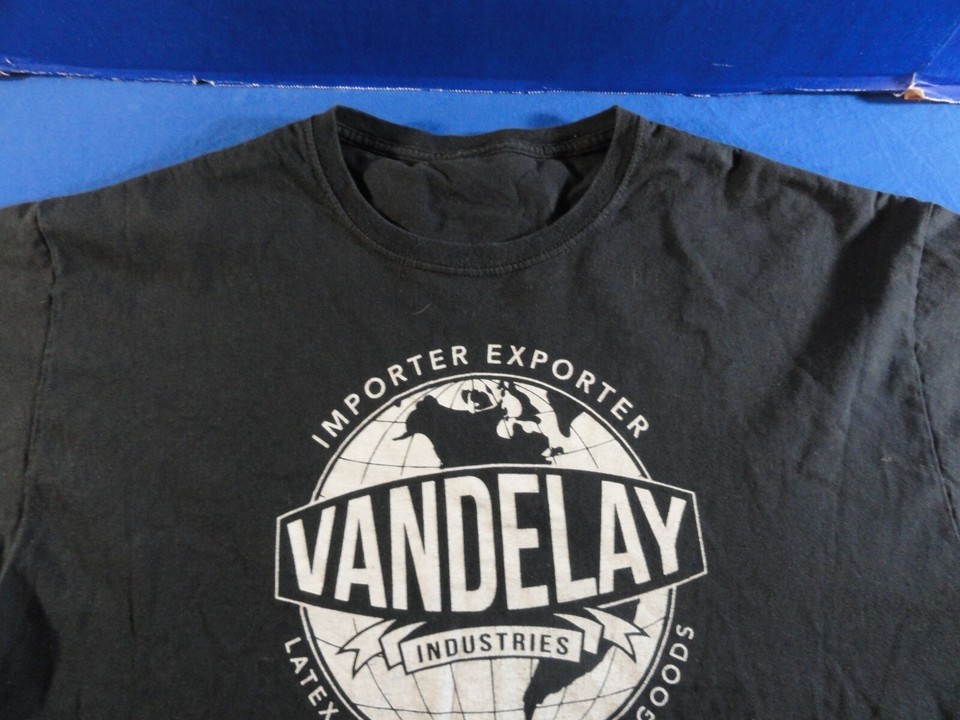 IMPORTER EXPORTER
VANDELAY
INDUSTRIES
LATEX
GOODS